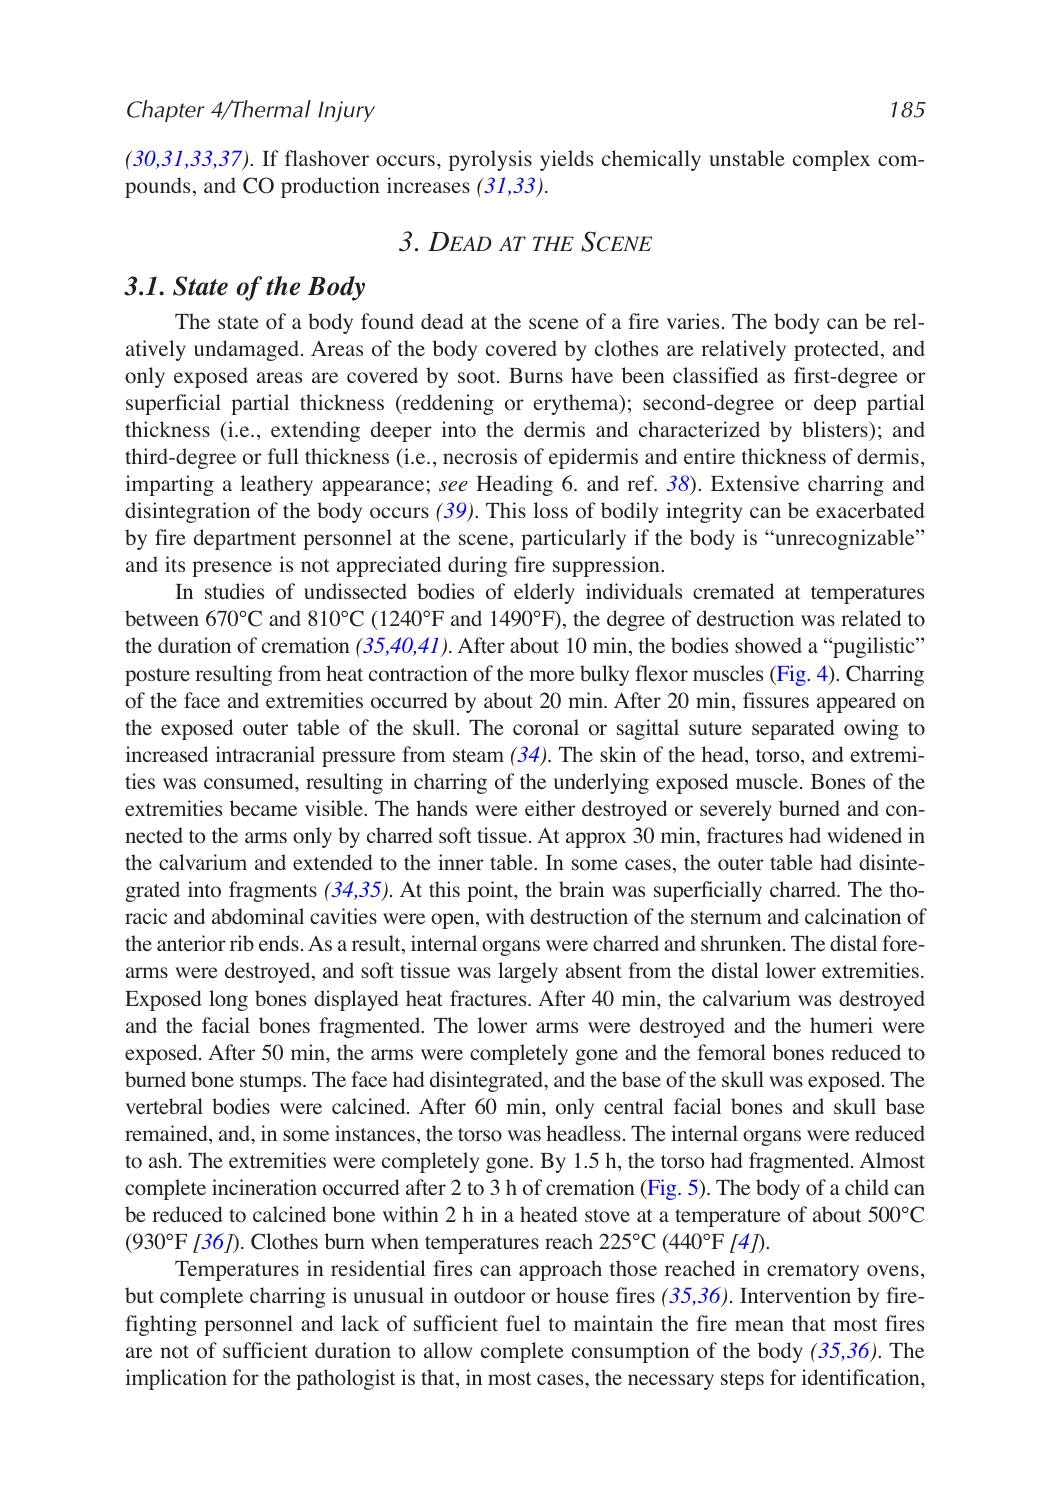 Chapter 4/Thermal Injury 185
(30,31,33,37). If flashover occurs, pyrolysis yields chemically unstable complex com-
pounds, and CO production increases (31,33).
3. DEAD AT THE SCENE
3.1. State of the Body
The state of a body found dead at the scene of a fire varies. The body can be rel-
atively undamaged. Areas of the body covered by clothes are relatively protected, and
only exposed areas are covered by soot. Burns have been classified as first-degree or
superficial partial thickness (reddening or erythema); second-degree or deep partial
thickness (i.e., extending deeper into the dermis and characterized by blisters); and
third-degree or full thickness (i.e., necrosis of epidermis and entire thickness of dermis,
imparting a leathery appearance; see Heading 6. and ref. 38). Extensive charring and
disintegration of the body occurs (39). This loss of bodily integrity can be exacerbated
by fire department personnel at the scene, particularly if the body is “unrecognizable”
and its presence is not appreciated during fire suppression.
In studies of undissected bodies of elderly individuals cremated at temperatures
between 670°C and 810°C (1240°F and 1490°F), the degree of destruction was related to
the duration of cremation (35,40,41). After about 10 min, the bodies showed a “pugilistic”
posture resulting from heat contraction of the more bulky flexor muscles (Fig. 4). Charring
of the face and extremities occurred by about 20 min. After 20 min, fissures appeared on
the exposed outer table of the skull. The coronal or sagittal suture separated owing to
increased intracranial pressure from steam (34). The skin of the head, torso, and extremi-
ties was consumed, resulting in charring of the underlying exposed muscle. Bones of the
extremities became visible. The hands were either destroyed or severely burned and con-
nected to the arms only by charred soft tissue. At approx 30 min, fractures had widened in
the calvarium and extended to the inner table. In some cases, the outer table had disinte-
grated into fragments (34,35). At this point, the brain was superficially charred. The tho-
racic and abdominal cavities were open, with destruction of the sternum and calcination of
the anterior rib ends. As a result, internal organs were charred and shrunken. The distal fore-
arms were destroyed, and soft tissue was largely absent from the distal lower extremities.
Exposed long bones displayed heat fractures. After 40 min, the calvarium was destroyed
and the facial bones fragmented. The lower arms were destroyed and the humeri were
exposed. After 50 min, the arms were completely gone and the femoral bones reduced to
burned bone stumps. The face had disintegrated, and the base of the skull was exposed. The
vertebral bodies were calcined. After 60 min, only central facial bones and skull base
remained, and, in some instances, the torso was headless. The internal organs were reduced
to ash. The extremities were completely gone. By 1.5 h, the torso had fragmented. Almost
complete incineration occurred after 2 to 3 h of cremation (Fig. 5). The body of a child can
be reduced to calcined bone within 2 h in a heated stove at a temperature of about 500°C
(930°F [36]). Clothes burn when temperatures reach 225°C (440°F [4]).
Temperatures in residential fires can approach those reached in crematory ovens,
but complete charring is unusual in outdoor or house fires (35,36). Intervention by fire-
fighting personnel and lack of sufficient fuel to maintain the fire mean that most fires
are not of sufficient duration to allow complete consumption of the body (35,36). The
implication for the pathologist is that, in most cases, the necessary steps for identification,